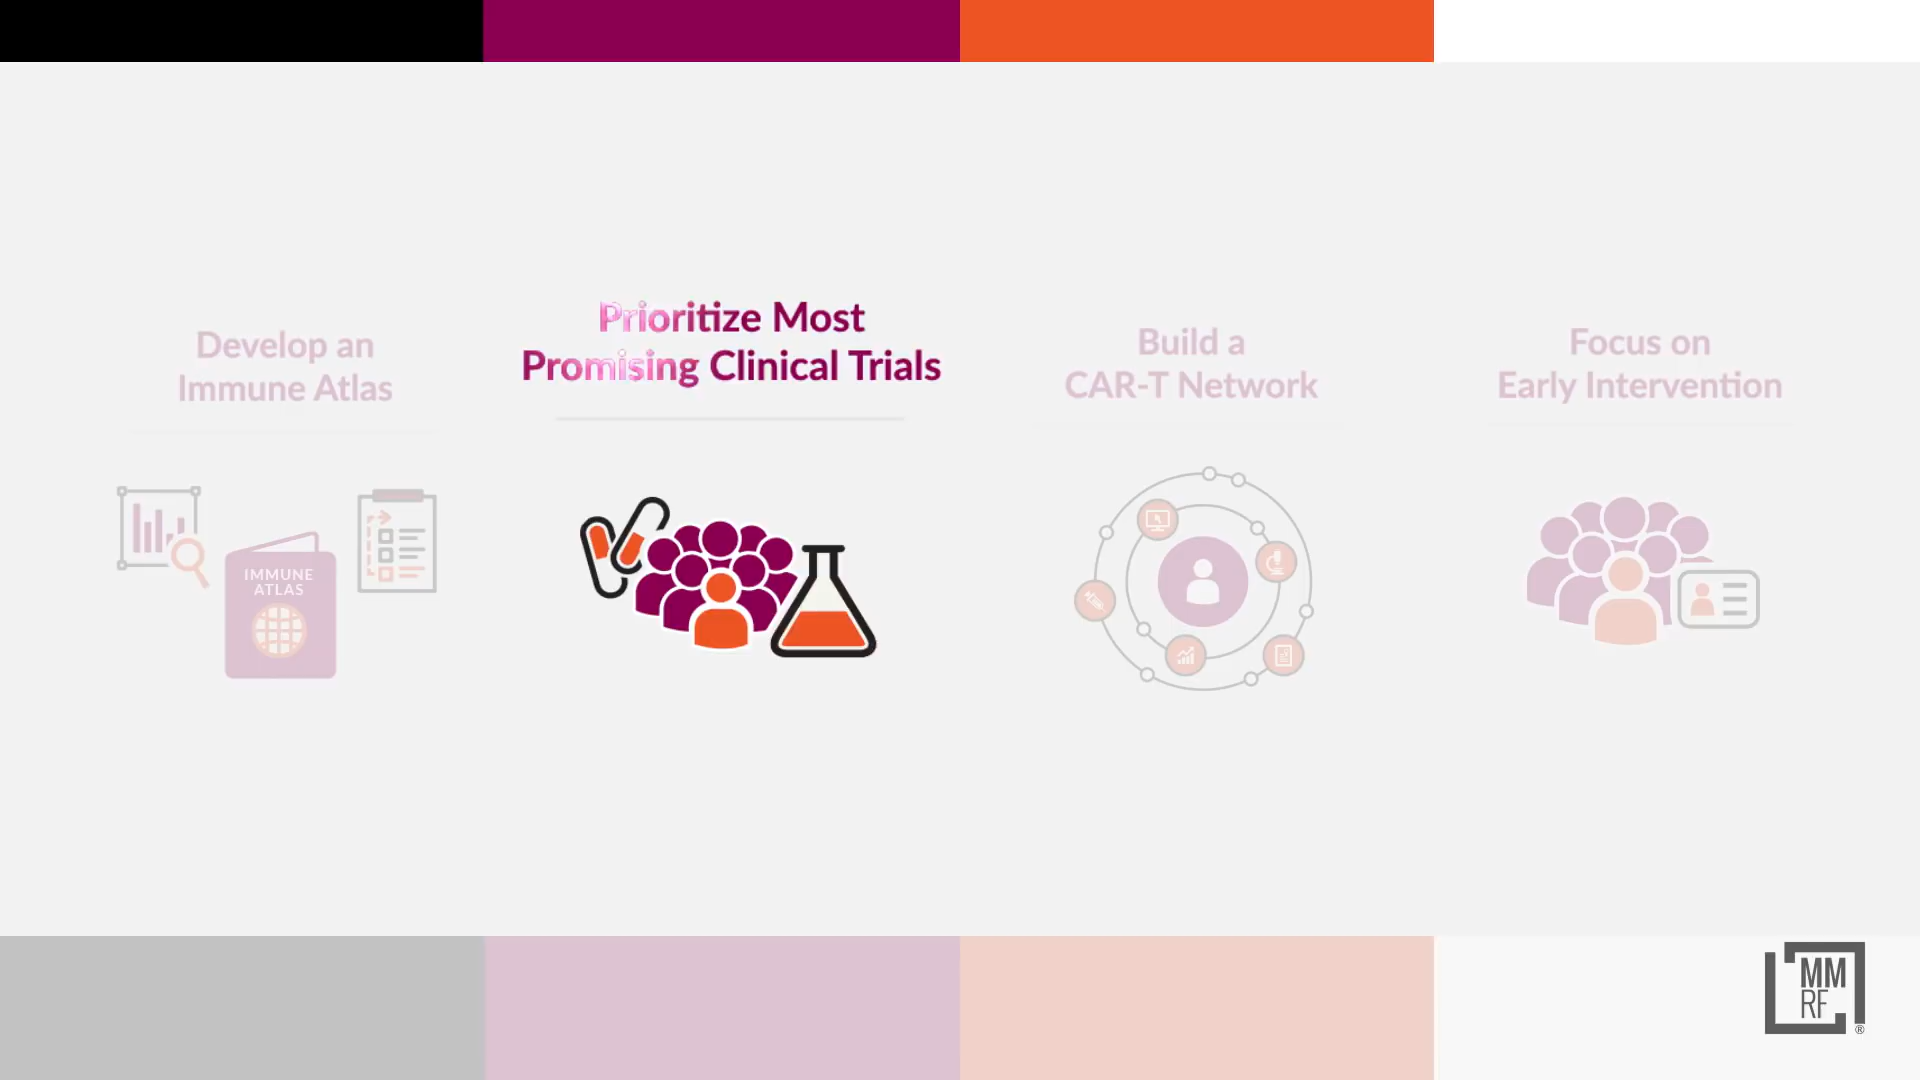 Develop an
Immune Atlas
Prioritize Most
Promising Clinical Trials
Build a
CAR-T Network
Focus on
Early Intervention
IMMUNE
ATLAS
MM
RF
®